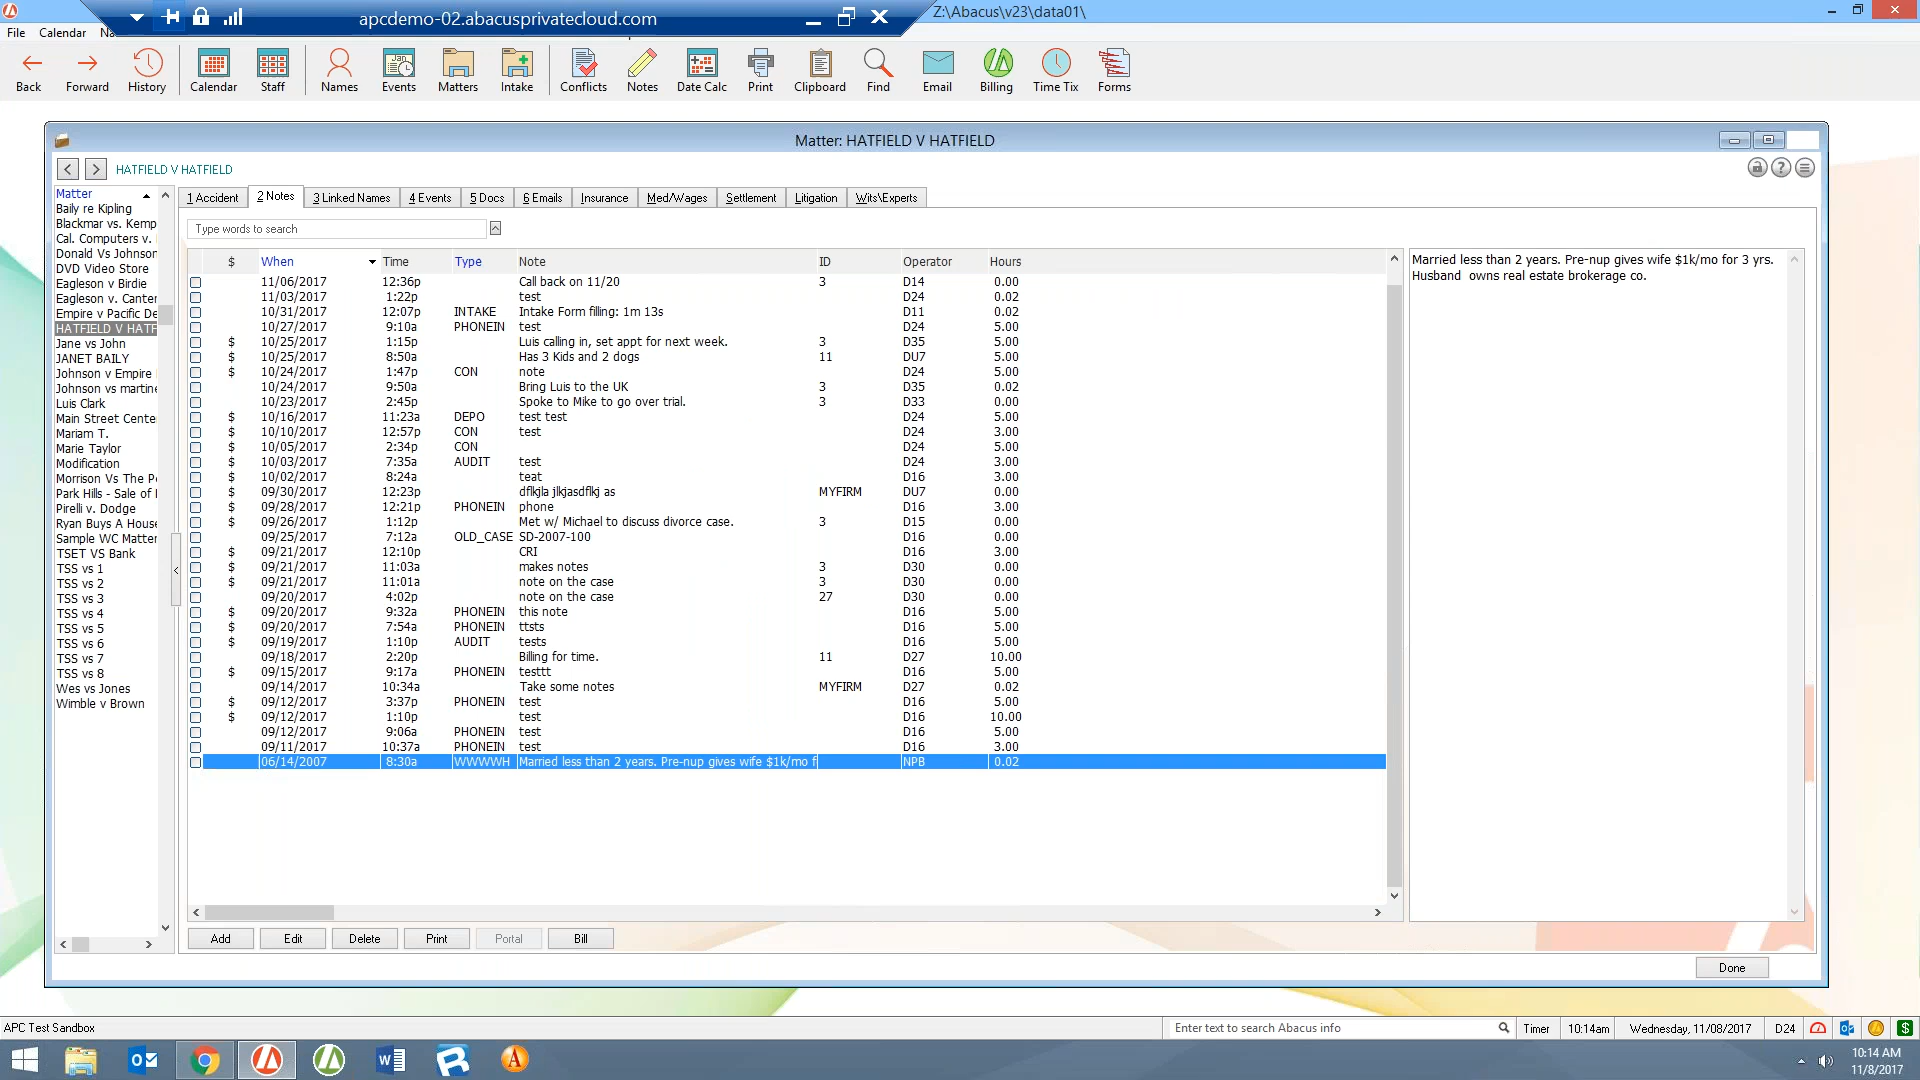 apcdemo-02.abacusprivatecloud.com
Z:\Abacus\v23\data01\
File Calendar
Back Forward History Calendar Staff Names Events Matters Intake Conflicts Notes Date Calc Print Clipboard Find Email Billing Time Tix Forms
Matter: HATFIELD V HATFIELD
HATFIELD V HATFIELD
Matter
Baily re Kipling
Blackmar vs. Kemp
Cal. Computers v.
Donald Vs Johnson
DVD Video Store
Eagleson v Birdie
Eagleson v. Canter
Empire v Pacific De
HATFIELD V HATF
Jane vs John
JANET BAILY
Johnson v Empire
Johnson vs martine
Luis Clark
Main Street Cente
Mariam T.
Marie Taylor
Modification
Morrison Vs The P
Park Hills - Sale of
Pirelli v. Dodge
Ryan Buys A House
Sample WC Matter
TSET VS Bank
TSS vs 1
TSS vs 2
TSS vs 3
TSS vs 4
TSS vs 5
TSS vs 6
TSS vs 7
TSS vs 8
Wes vs Jones
Wimble v Brown
1 Accident 2 Notes 3 Linked Names 4 Events 5 Docs 6 Emails Insurance Med/Wages Settlement Litigation Wits\Experts
Type words to search
$ When Time Type Note ID Operator Hours
11/06/2017 12:36p Call back on 11/20 3 D14 0.00
11/03/2017 1:22p test D24 0.02
10/31/2017 12:07p INTAKE Intake Form filling: 1m 13s D11 0.02
10/27/2017 9:10a PHONEIN test D24 5.00
$ 10/25/2017 1:15p Luis calling in, set appt for next week. 3 D35 5.00
$ 10/25/2017 8:50a Has 3 Kids and 2 dogs 11 DU7 5.00
$ 10/24/2017 1:47p CON note D24 5.00
10/24/2017 9:50a Bring Luis to the UK 3 D35 0.02
10/23/2017 2:45p Spoke to Mike to go over trial. 3 D33 0.00
$ 10/16/2017 11:23a DEPO test test D24 5.00
$ 10/10/2017 12:57p CON test D24 3.00
$ 10/05/2017 2:34p CON D24 5.00
$ 10/03/2017 7:35a AUDIT test D24 3.00
$ 10/02/2017 8:24a teat D16 3.00
$ 09/30/2017 12:23p dflkjla jlkjasdflkj as MYFIRM DU7 0.00
$ 09/28/2017 12:21p PHONEIN phone D16 3.00
$ 09/26/2017 1:12p Met w/ Michael to discuss divorce case. 3 D15 0.00
09/25/2017 7:12a OLD_CASE SD-2007-100 D16 0.00
$ 09/21/2017 12:10p CRI D16 3.00
$ 09/21/2017 11:03a makes notes 3 D30 0.00
$ 09/21/2017 11:01a note on the case 3 D30 0.00
09/20/2017 4:02p note on the case 27 D30 0.00
$ 09/20/2017 9:32a PHONEIN this note D16 5.00
$ 09/20/2017 7:54a PHONEIN ttsts D16 5.00
$ 09/19/2017 1:10p AUDIT tests D16 5.00
09/18/2017 2:20p Billing for time. 11 D27 10.00
$ 09/15/2017 9:17a PHONEIN testtt D16 5.00
09/14/2017 10:34a Take some notes MYFIRM D27 0.02
$ 09/12/2017 3:37p PHONEIN test D16 5.00
$ 09/12/2017 1:10p test D16 10.00
09/12/2017 9:06a PHONEIN test D16 5.00
09/11/2017 10:37a PHONEIN test D16 3.00
06/14/2007 8:30a WWWWH Married less than 2 years. Pre-nup gives wife $1k/mo f NPB 0.02
Married less than 2 years. Pre-nup gives wife $1k/mo for 3 yrs.
Husband owns real estate brokerage co.
Add Edit Delete Print Portal Bill
Done
APC Test Sandbox Enter text to search Abacus info Timer 10:14am Wednesday, 11/08/2017 D24
10:14 AM
11/8/2017